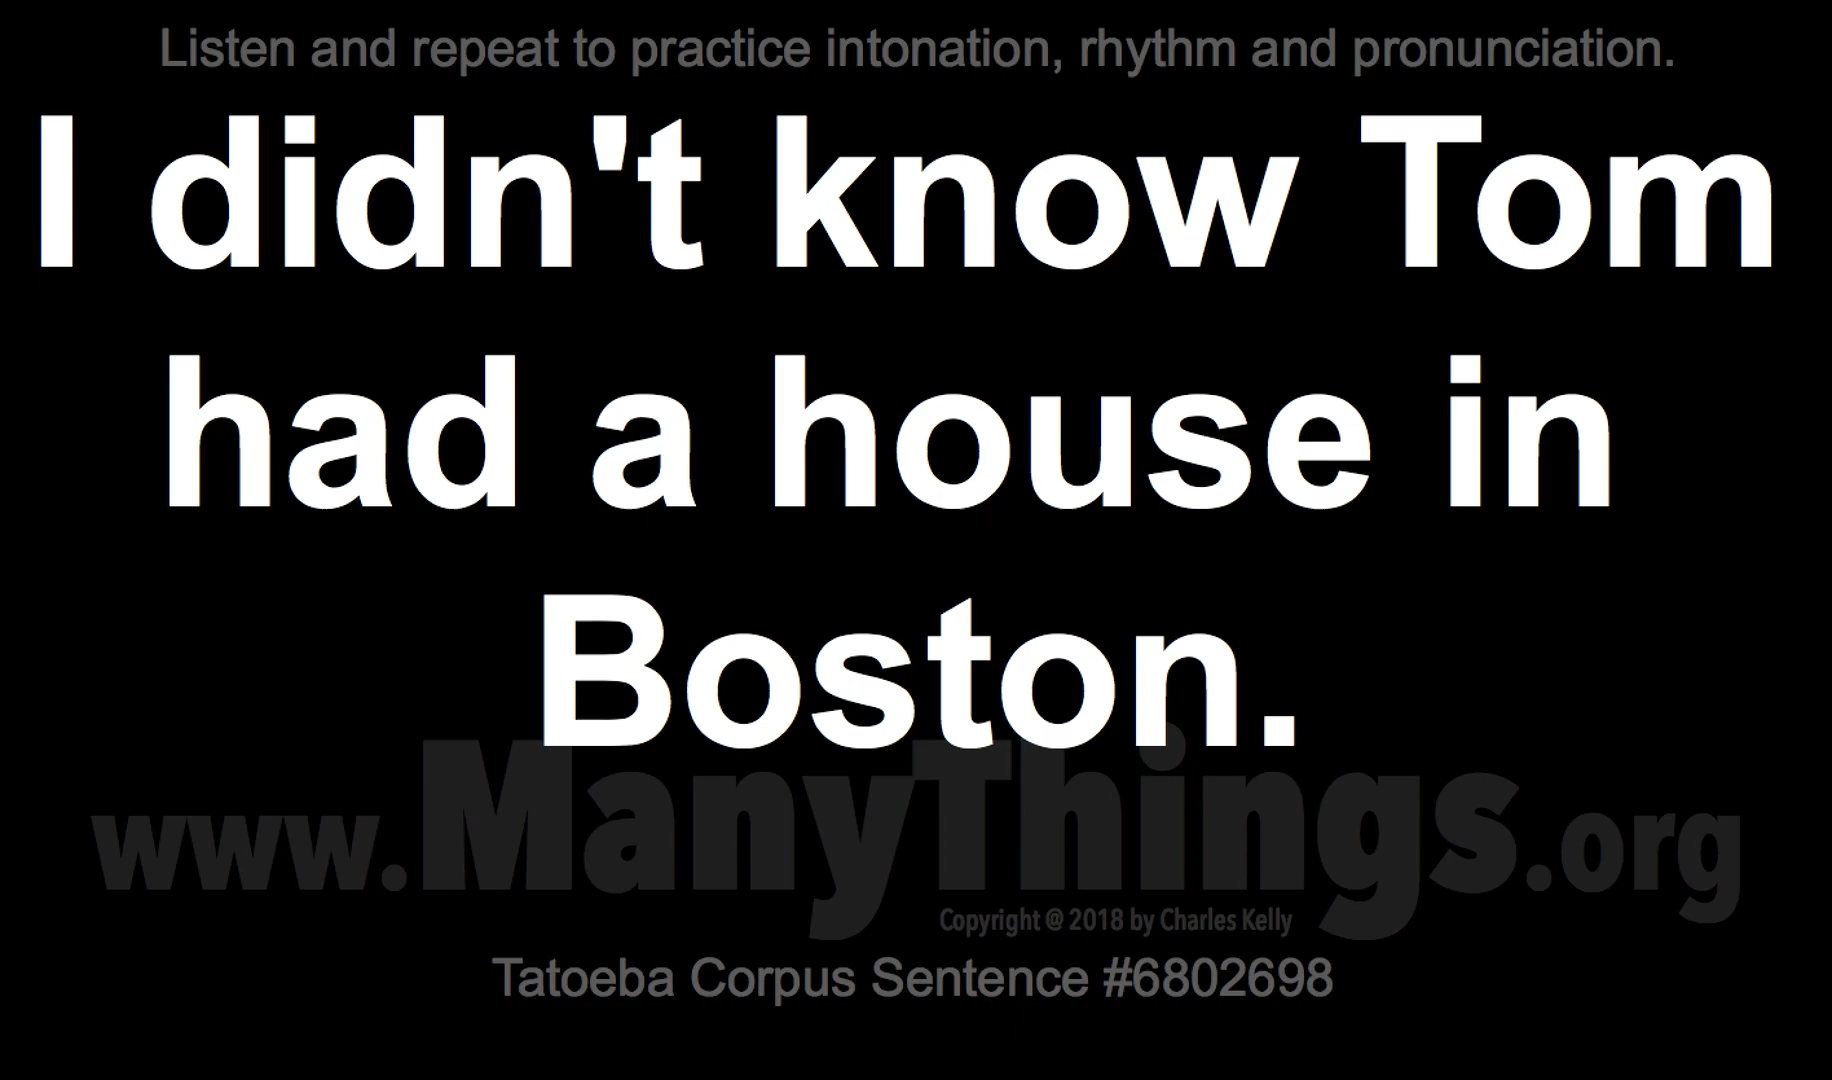 Listen and repeat to practice intonation, rhythm and pronunciation.
I didn't know Tom
had a house in
Boston.
www.ManyThings.org
Copyright @ 2018 by Charles Kelly
Tatoeba Corpus Sentence #6802698